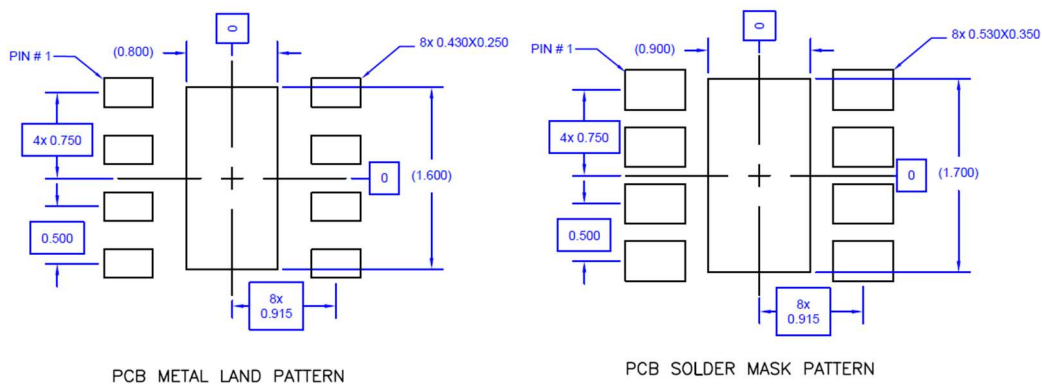 0
(0.800)
PIN # 1
8x 0.430X0.250
4x 0.750
0
(1.600)
0.500
8x
0.915
PCB METAL LAND PATTERN
0
(0.900)
PIN # 1
8x 0.530X0.350
4x 0.750
0
(1.700)
0.500
8x
0.915
PCB SOLDER MASK PATTERN